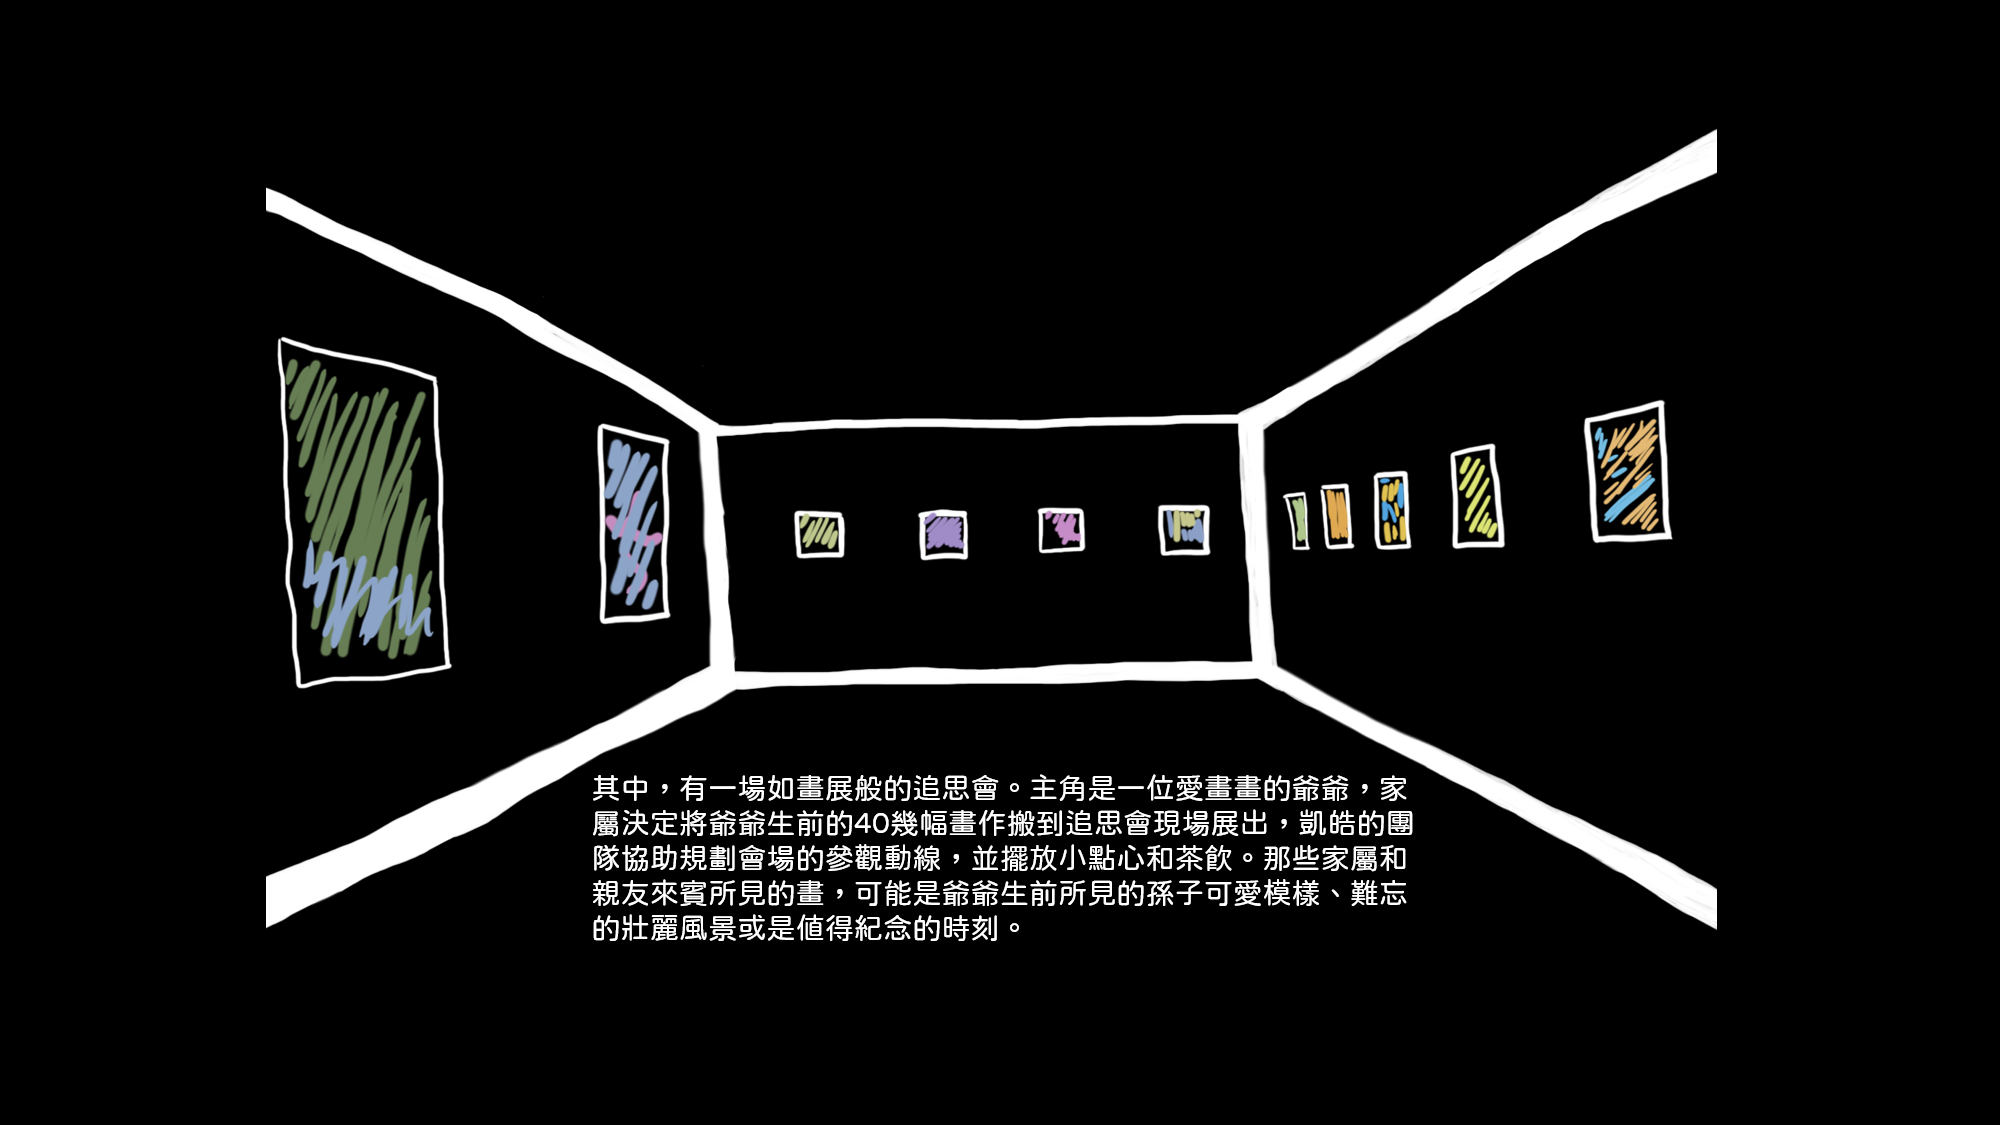 其中，有一場如畫展般的追思會。主角是一位愛畫畫的爺爺，家
屬決定將爺爺生前的40幾幅畫作搬到追思會現場展出，凱皓的團
隊協助規劃會場的參觀動線，並擺放小點心和茶飲。那些家屬和
親友來賓所見的畫，可能是爺爺生前所見的孫子可愛模樣、難忘
的壯麗風景或是值得紀念的時刻。